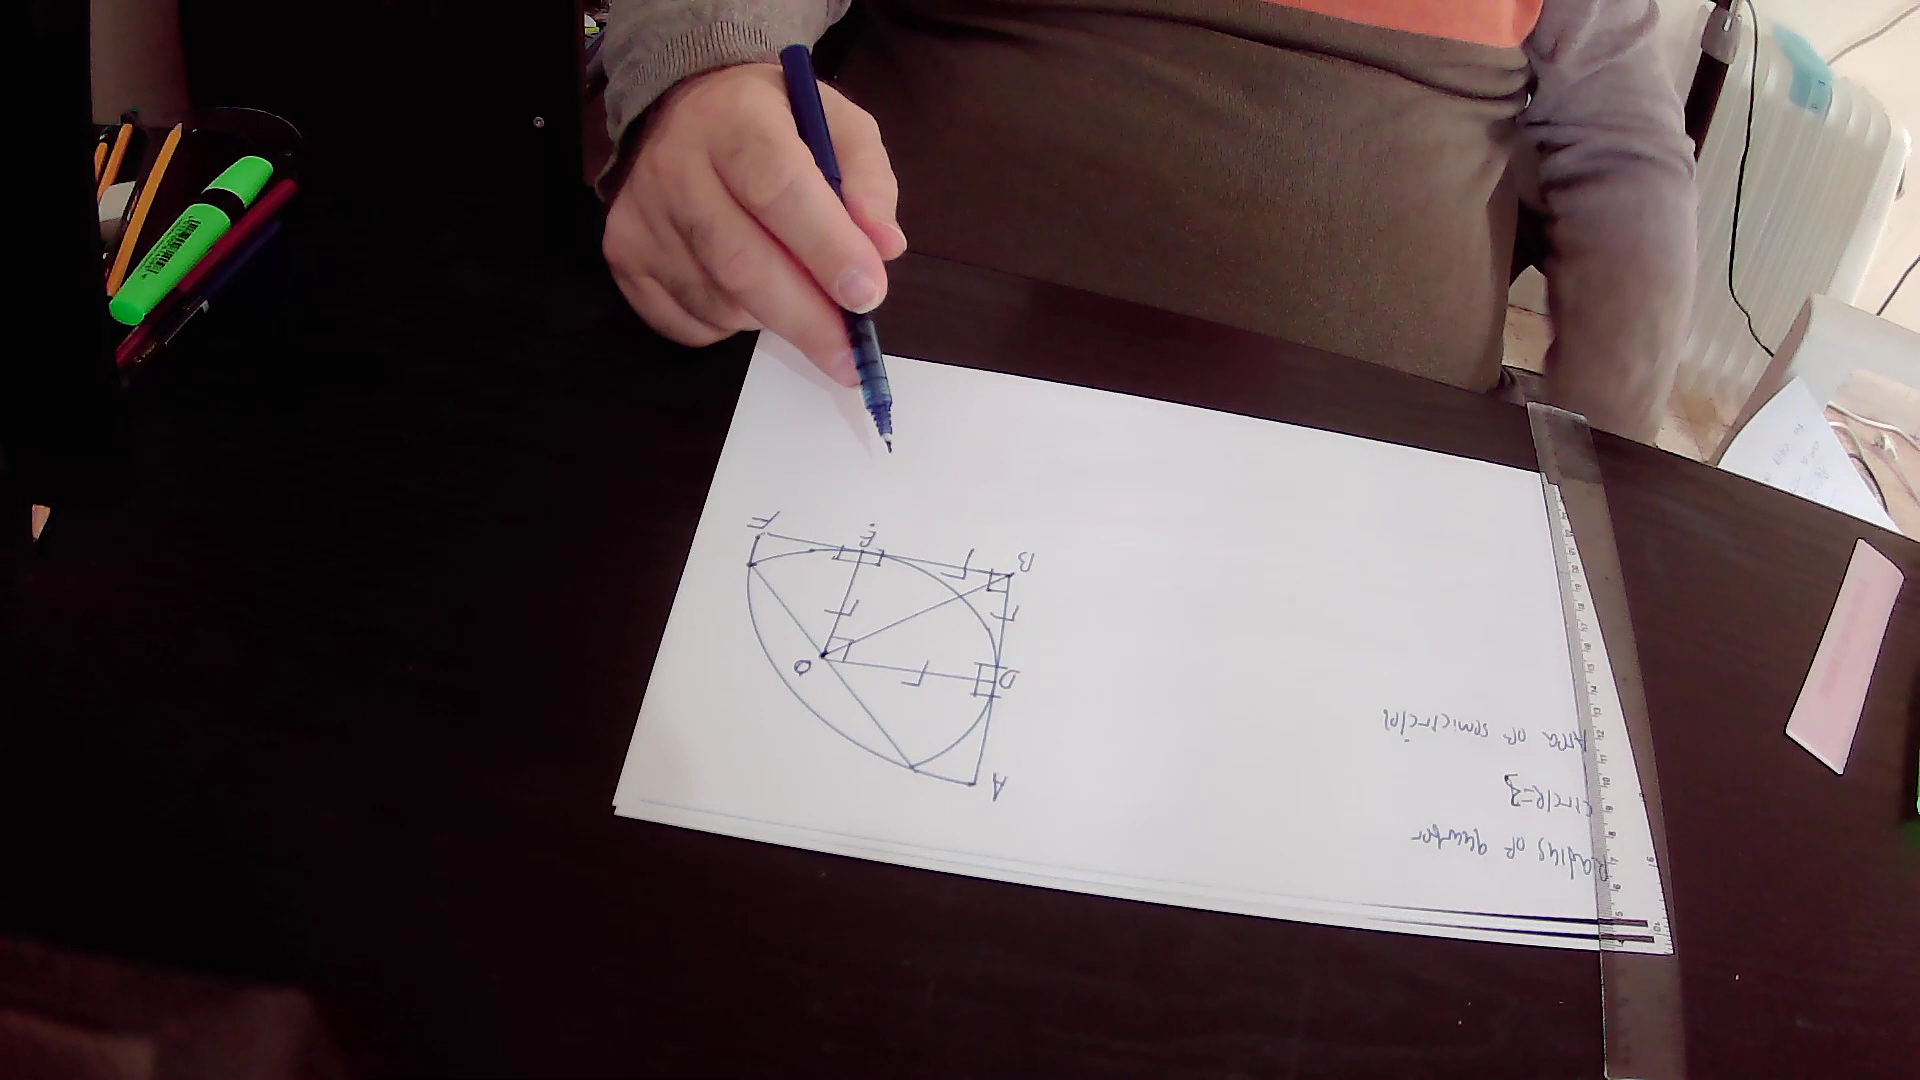 Radius of quarter
circle=3
Area of semicircle
A
D
r
O
r
r
B
r
E
F